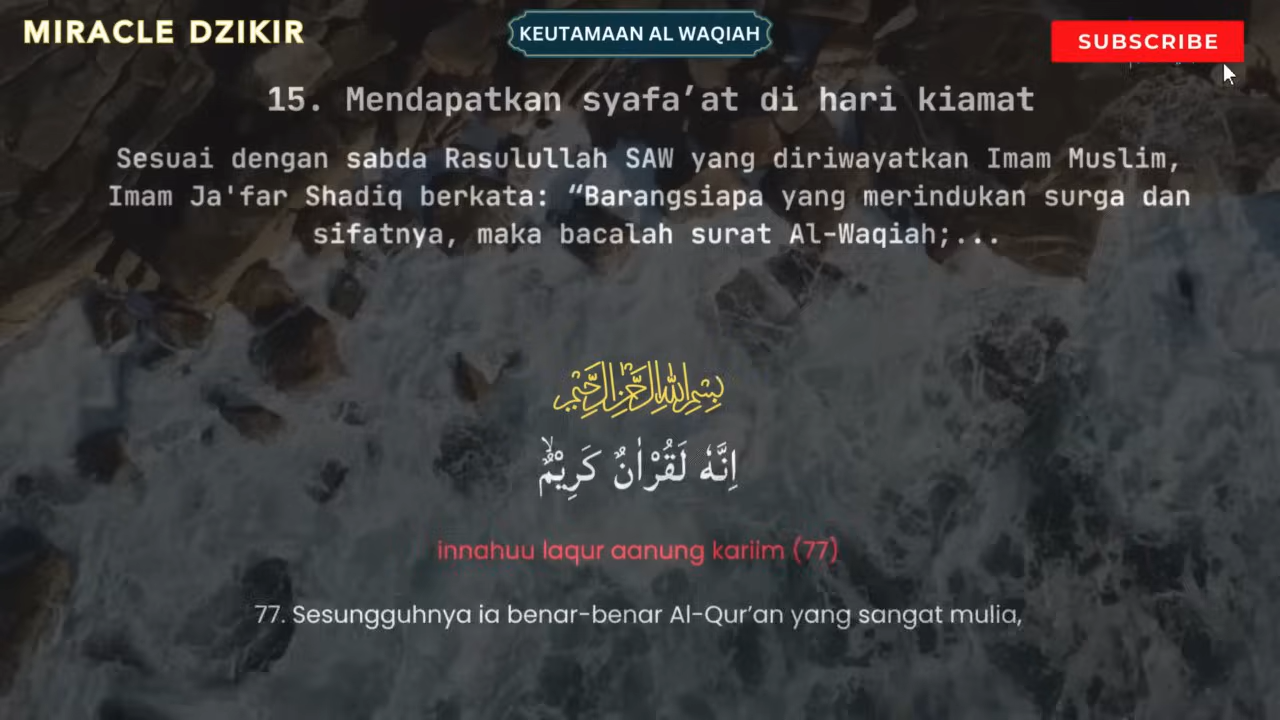 MIRACLE DZIKIR
KEUTAMAAN AL WAQIAH
SUBSCRIBE
15. Mendapatkan syafa’at di hari kiamat
Sesuai dengan sabda Rasulullah SAW yang diriwayatkan Imam Muslim,
Imam Ja'far Shadiq berkata: “Barangsiapa yang merindukan surga dan
sifatnya, maka bacalah surat Al-Waqiah;...
بِسْمِ اللهِ الرَّحْمٰنِ الرَّحِيْمِ
اِنَّهٗ لَقُرْاٰنٌ كَرِيْمٌۙ
innahuu laqur aanung kariim (77)
77. Sesungguhnya ia benar-benar Al-Qur’an yang sangat mulia,